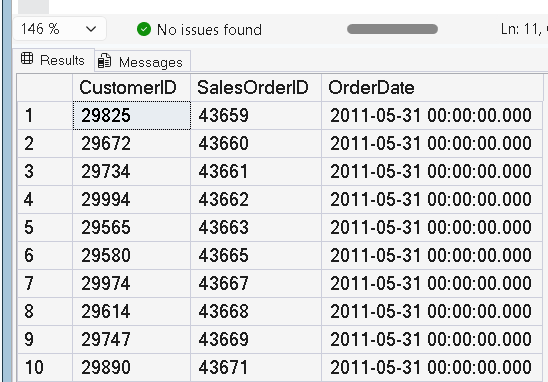 146 % No issues found Ln: 11,
Results Messages
CustomerID SalesOrderID OrderDate
1 29825 43659 2011-05-31 00:00:00.000
2 29672 43660 2011-05-31 00:00:00.000
3 29734 43661 2011-05-31 00:00:00.000
4 29994 43662 2011-05-31 00:00:00.000
5 29565 43663 2011-05-31 00:00:00.000
6 29580 43665 2011-05-31 00:00:00.000
7 29974 43667 2011-05-31 00:00:00.000
8 29614 43668 2011-05-31 00:00:00.000
9 29747 43669 2011-05-31 00:00:00.000
10 29890 43671 2011-05-31 00:00:00.000